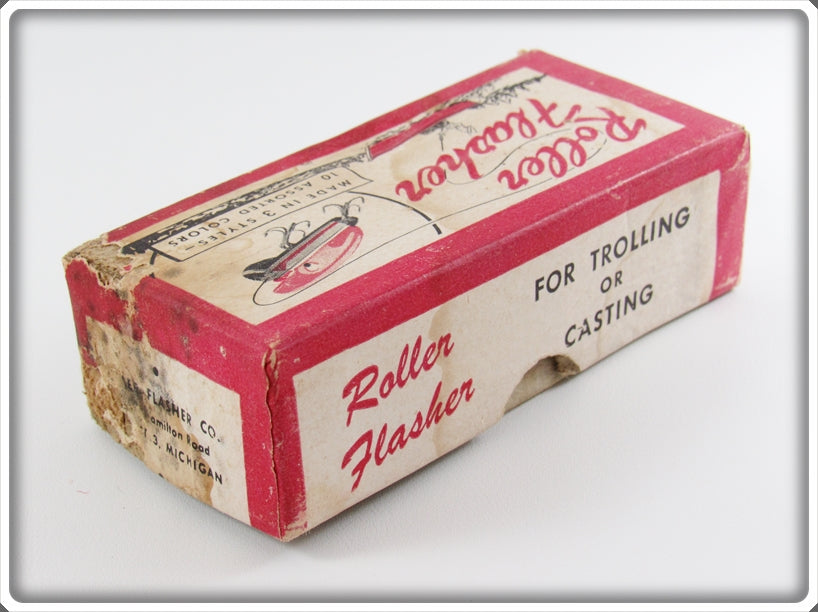 Roller
Flasher
MADE IN 3 STYLES
10 ASSORTED COLORS
Roller
Flasher
FOR TROLLING
OR
CASTING
FLASHER CO.
Road
3, MICHIGAN